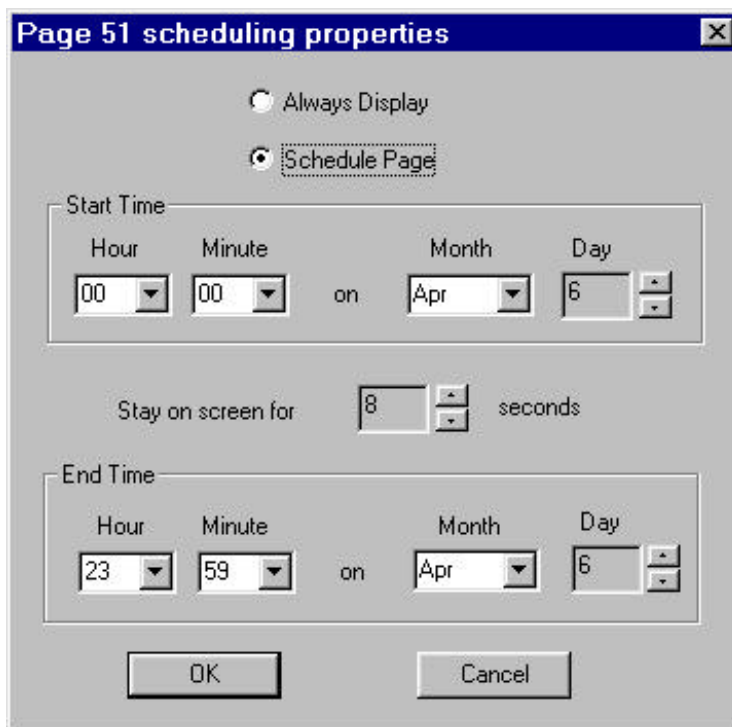 Page 51 scheduling properties
Always Display
Schedule Page
Start Time
Hour Minute Month Day
00 00 on Apr 6
Stay on screen for 8 seconds
End Time
Hour Minute Month Day
23 59 on Apr 6
OK Cancel